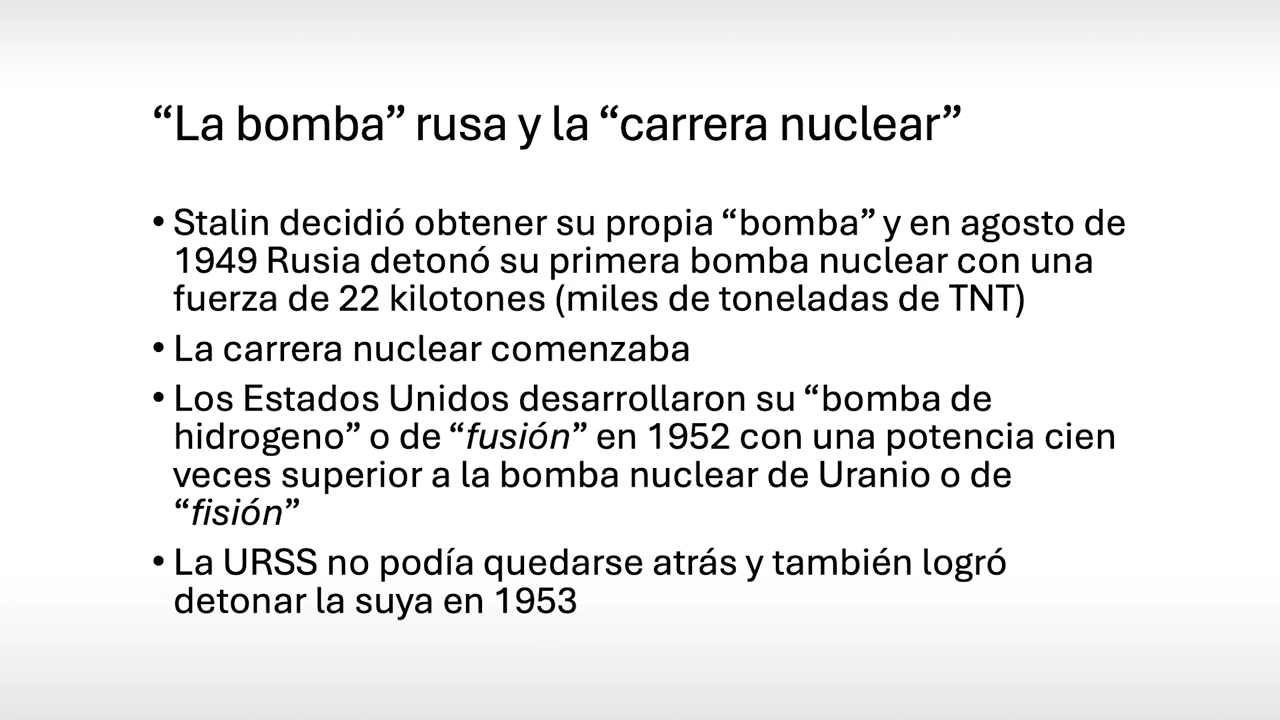 “La bomba” rusa y la “carrera nuclear”
• Stalin decidió obtener su propia “bomba” y en agosto de
1949 Rusia detonó su primera bomba nuclear con una
fuerza de 22 kilotones (miles de toneladas de TNT)
• La carrera nuclear comenzaba
• Los Estados Unidos desarrollaron su “bomba de
hidrogeno” o de “fusión” en 1952 con una potencia cien
veces superior a la bomba nuclear de Uranio o de
“fisión”
• La URSS no podía quedarse atrás y también logró
detonar la suya en 1953